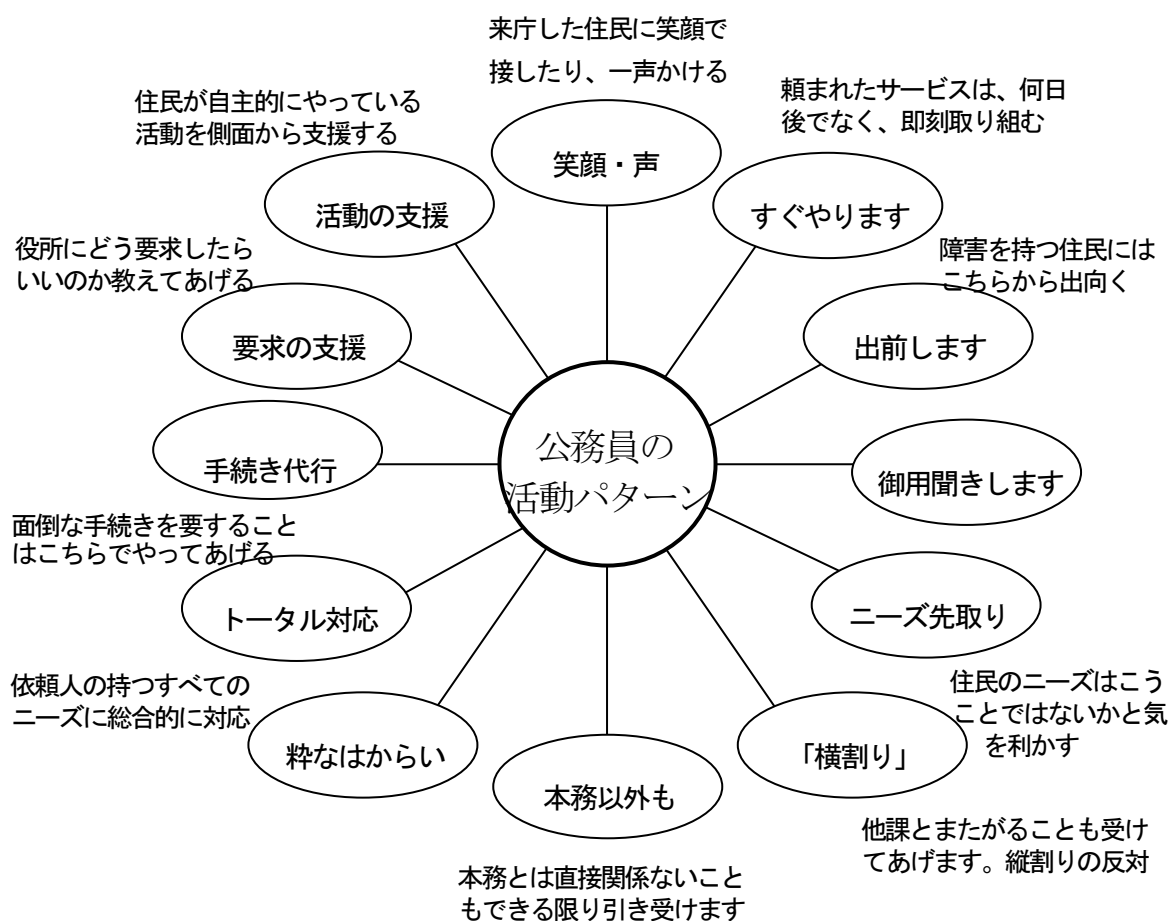 来庁した住民に笑顔で
接したり、一声かける
笑顔・声
頼まれたサービスは、何日
後でなく、即刻取り組む
すぐやります
障害を持つ住民には
こちらから出向く
出前します
御用聞きします
ニーズ先取り
住民のニーズはこう
ことではないかと気
を利かす
「横割り」
他課とまたがることも受け
てあげます。縦割りの反対
本務以外も
本務とは直接関係ないこと
もできる限り引き受けます
粋なはからい
トータル対応
依頼人の持つすべての
ニーズに総合的に対応
手続き代行
面倒な手続きを要すること
はこちらでやってあげる
要求の支援
役所にどう要求したら
いいのか教えてあげる
活動の支援
住民が自主的にやっている
活動を側面から支援する
公務員の
活動パターン